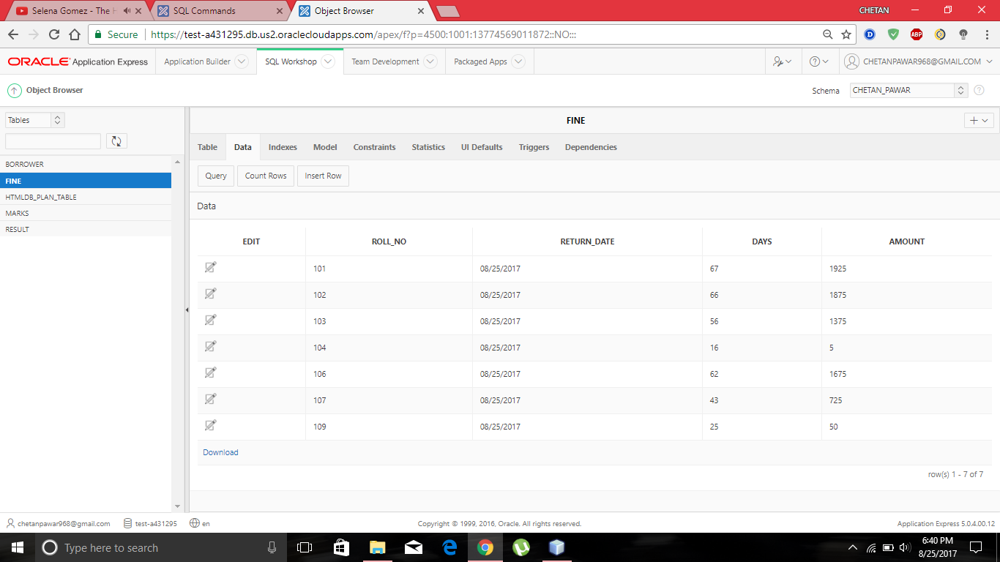 Selena Gomez - The H
SQL Commands
Object Browser
CHETAN
Secure
https://test-a431295.db.us2.oraclecloudapps.com/apex/f?p=4500:1001:13774569011872::NO:::
D
ABP
ORACLE Application Express
Application Builder
SQL Workshop
Team Development
Packaged Apps
CHETANPAWAR968@GMAIL.COM
Object Browser
Schema
CHETAN_PAWAR
Tables
BORROWER
FINE
HTMLDB_PLAN_TABLE
MARKS
RESULT
FINE
Table Data Indexes Model Constraints Statistics UI Defaults Triggers Dependencies
Query Count Rows Insert Row
Data
EDIT ROLL_NO RETURN_DATE DAYS AMOUNT
101 08/25/2017 67 1925
102 08/25/2017 66 1875
103 08/25/2017 56 1375
104 08/25/2017 16 5
106 08/25/2017 62 1675
107 08/25/2017 43 725
109 08/25/2017 25 50
Download
row(s) 1 - 7 of 7
chetanpawar968@gmail.com test-a431295 en
Copyright © 1999, 2016, Oracle. All rights reserved.
Application Express 5.0.4.00.12
Type here to search
6:40 PM
8/25/2017